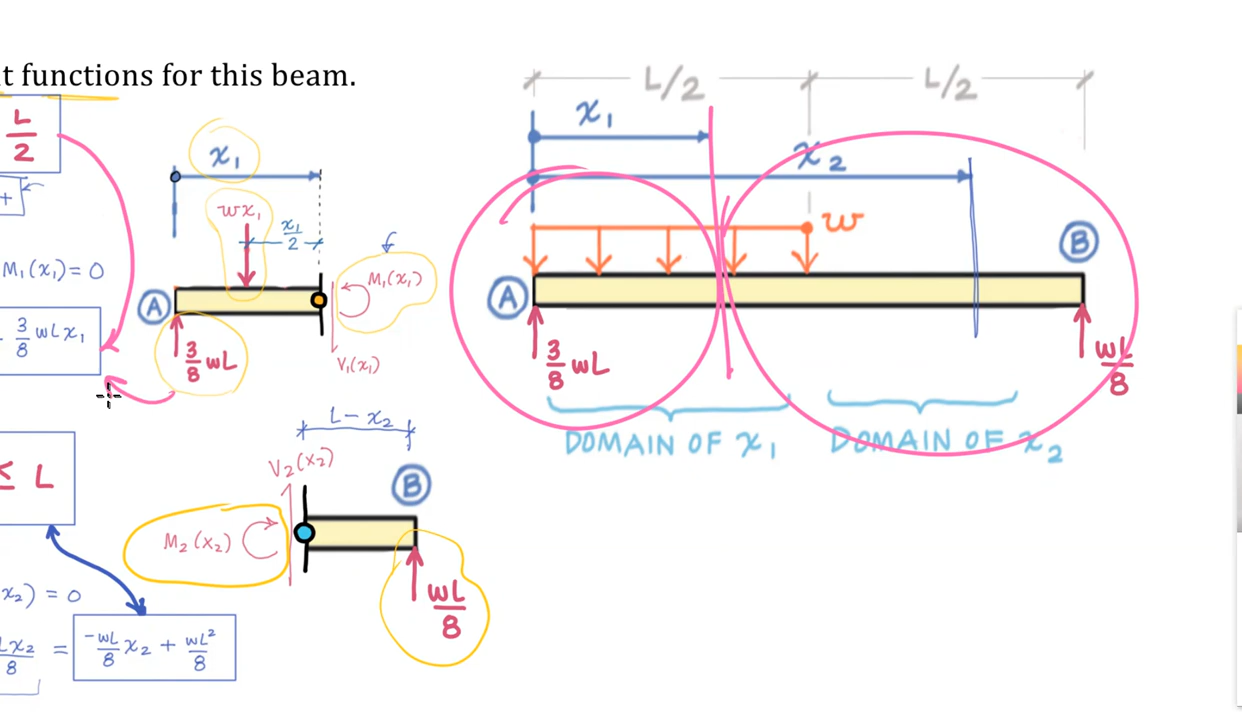 t functions for this beam.
L/2
+
M₁(x₁) = 0
3/8 wLx₁
≤ L
x₂) = 0
Lx₂/8 = -wL/8 x₂ + wL²/8
x₁
wx₁
x₁/2
M₁(x₁)
A
3/8 wL
V₁(x₁)
L-x₂
V₂(x₂)
B
M₂(x₂)
wL/8
L/2
L/2
x₁
x₂
w
B
A
3/8 wL
wL/8
DOMAIN OF x₁
DOMAIN OF x₂